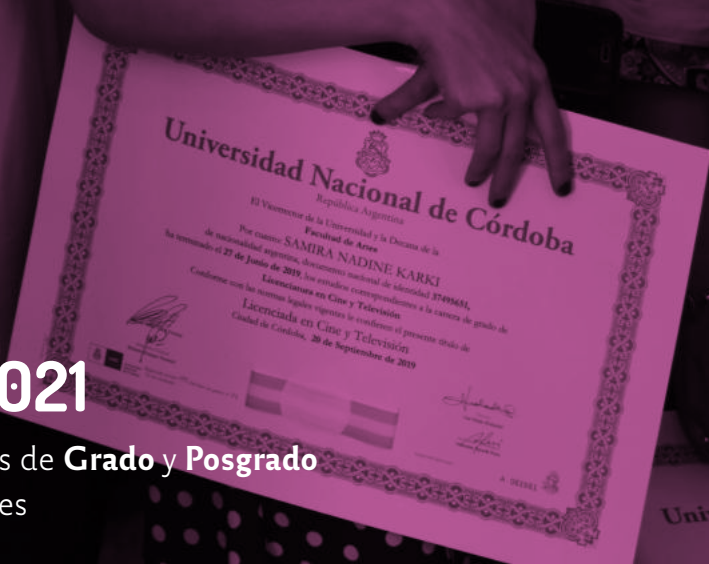 Universidad Nacional de Córdoba
República Argentina
El Vicerrector de la Universidad y la Decana de la
Facultad de Artes
Por cuanto: SAMIRA NADINE KARKI
de nacionalidad argentina, documento nacional de identidad 37495651,
ha terminado el 27 de Junio de 2019, los estudios correspondientes a la carrera de grado de
Licenciatura en Cine y Televisión
Conforme con las normas legales vigentes le confieren el presente título de
Licenciada en Cine y Televisión
Ciudad de Córdoba, 20 de Septiembre de 2019
021
s de Grado y Posgrado
es
Uni